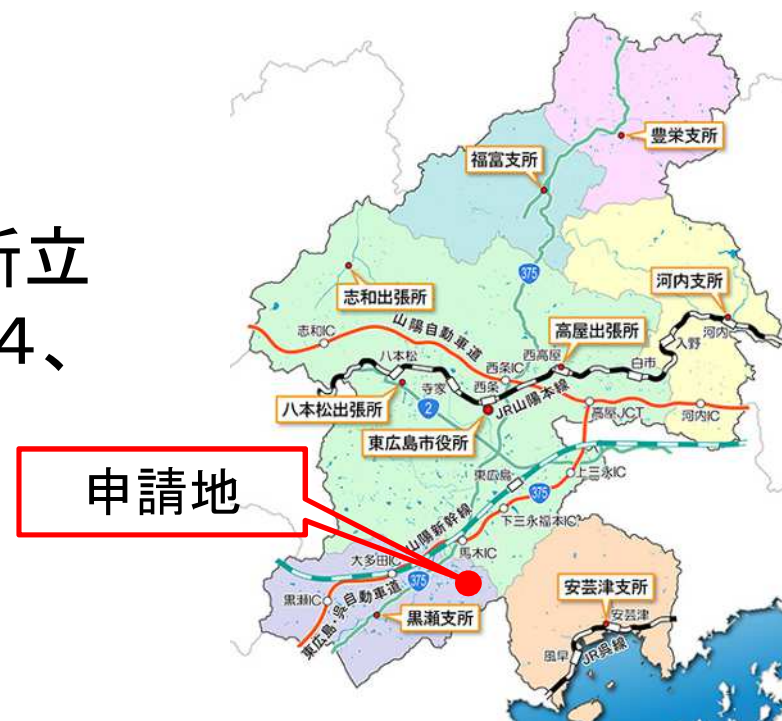 所立
4、
申請地
豊栄支所
福富支所
375
河内支所
志和出張所
志和IC
山陽自動車道
高屋出張所
河内
入野
白市
西高屋
西条IC
八本松
寺家
西条
JR山陽本線
八本松出張所
2
高屋JCT
河内IC
東広島市役所
東広島
上三永IC
375
山陽新幹線
下三永福本IC
馬木IC
大多田IC
375
黒瀬IC
東広島・呉自動車道
黒瀬支所
安芸津支所
安芸津
風早
JR呉線